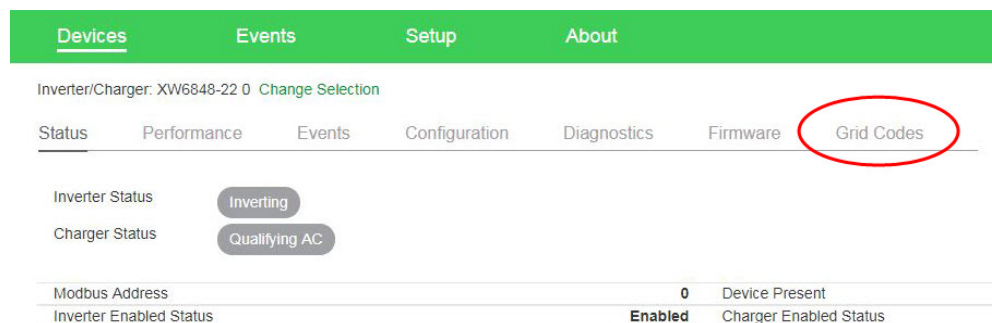 Devices Events Setup About
Inverter/Charger: XW6848-22 0 Change Selection
Status Performance Events Configuration Diagnostics Firmware Grid Codes
Inverter Status Inverting
Charger Status Qualifying AC
Modbus Address 0 Device Present
Inverter Enabled Status Enabled Charger Enabled Status